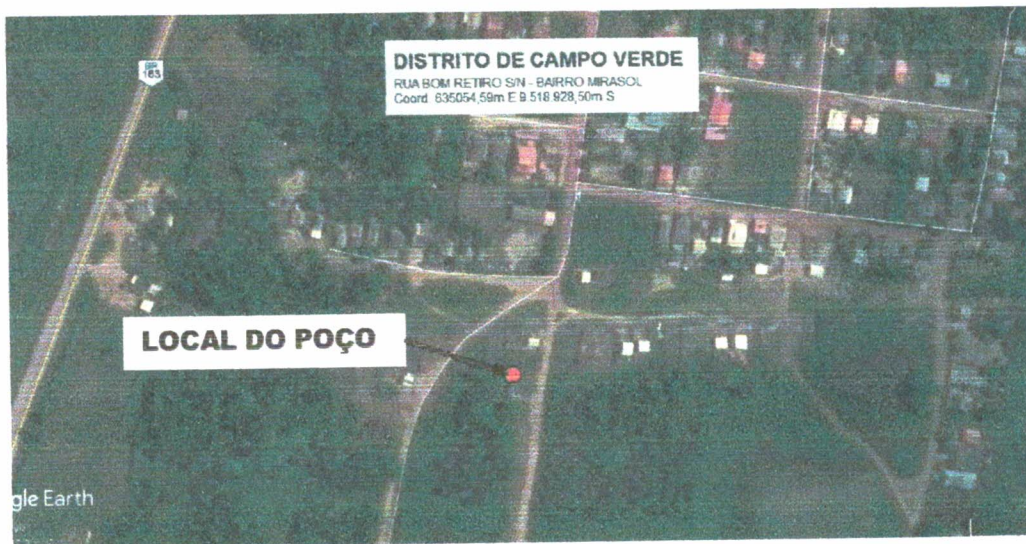 163
DISTRITO DE CAMPO VERDE
RUA BOM RETIRO S/N - BAIRRO MIRASOL
Coord. 635054,59m E 9.518.928,50m S
LOCAL DO POÇO
gle Earth